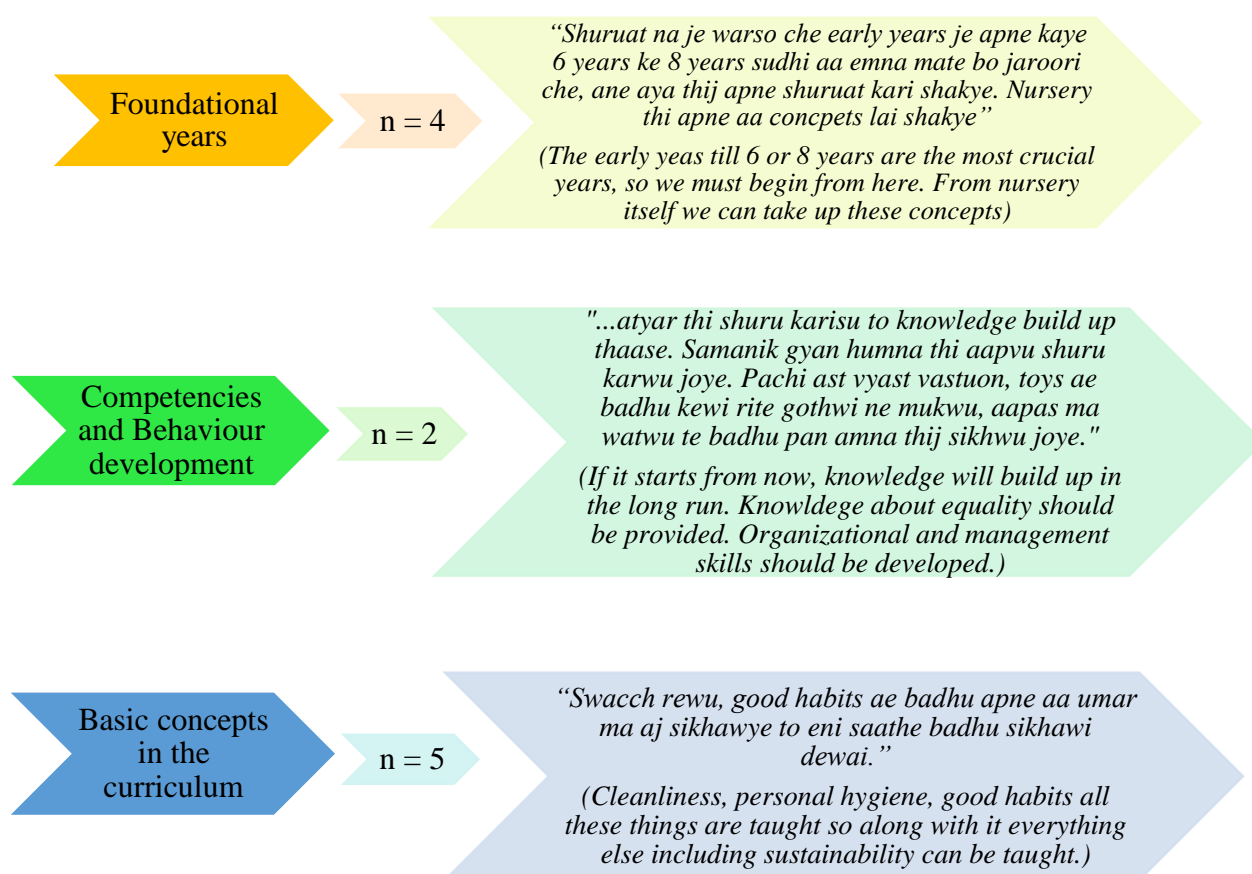 Foundational
years
n = 4
“Shuruat na je warso che early years je apne kaye
6 years ke 8 years sudhi aa emna mate bo jaroori
che, ane aya thij apne shuruat kari shakye. Nursery
thi apne aa concpets lai shakye”
(The early yeas till 6 or 8 years are the most crucial
years, so we must begin from here. From nursery
itself we can take up these concepts)
Competencies
and Behaviour
development
n = 2
"...atyar thi shuru karisu to knowledge build up
thaase. Samanik gyan humna thi aapvu shuru
karwu joye. Pachi ast vyast vastuon, toys ae
badhu kewi rite gothwi ne mukwu, aapas ma
watwu te badhu pan amna thij sikhwu joye."
(If it starts from now, knowledge will build up in
the long run. Knowldege about equality should
be provided. Organizational and management
skills should be developed.)
Basic concepts
in the
curriculum
n = 5
“Swacch rewu, good habits ae badhu apne aa umar
ma aj sikhawye to eni saathe badhu sikhawi
dewai.”
(Cleanliness, personal hygiene, good habits all
these things are taught so along with it everything
else including sustainability can be taught.)